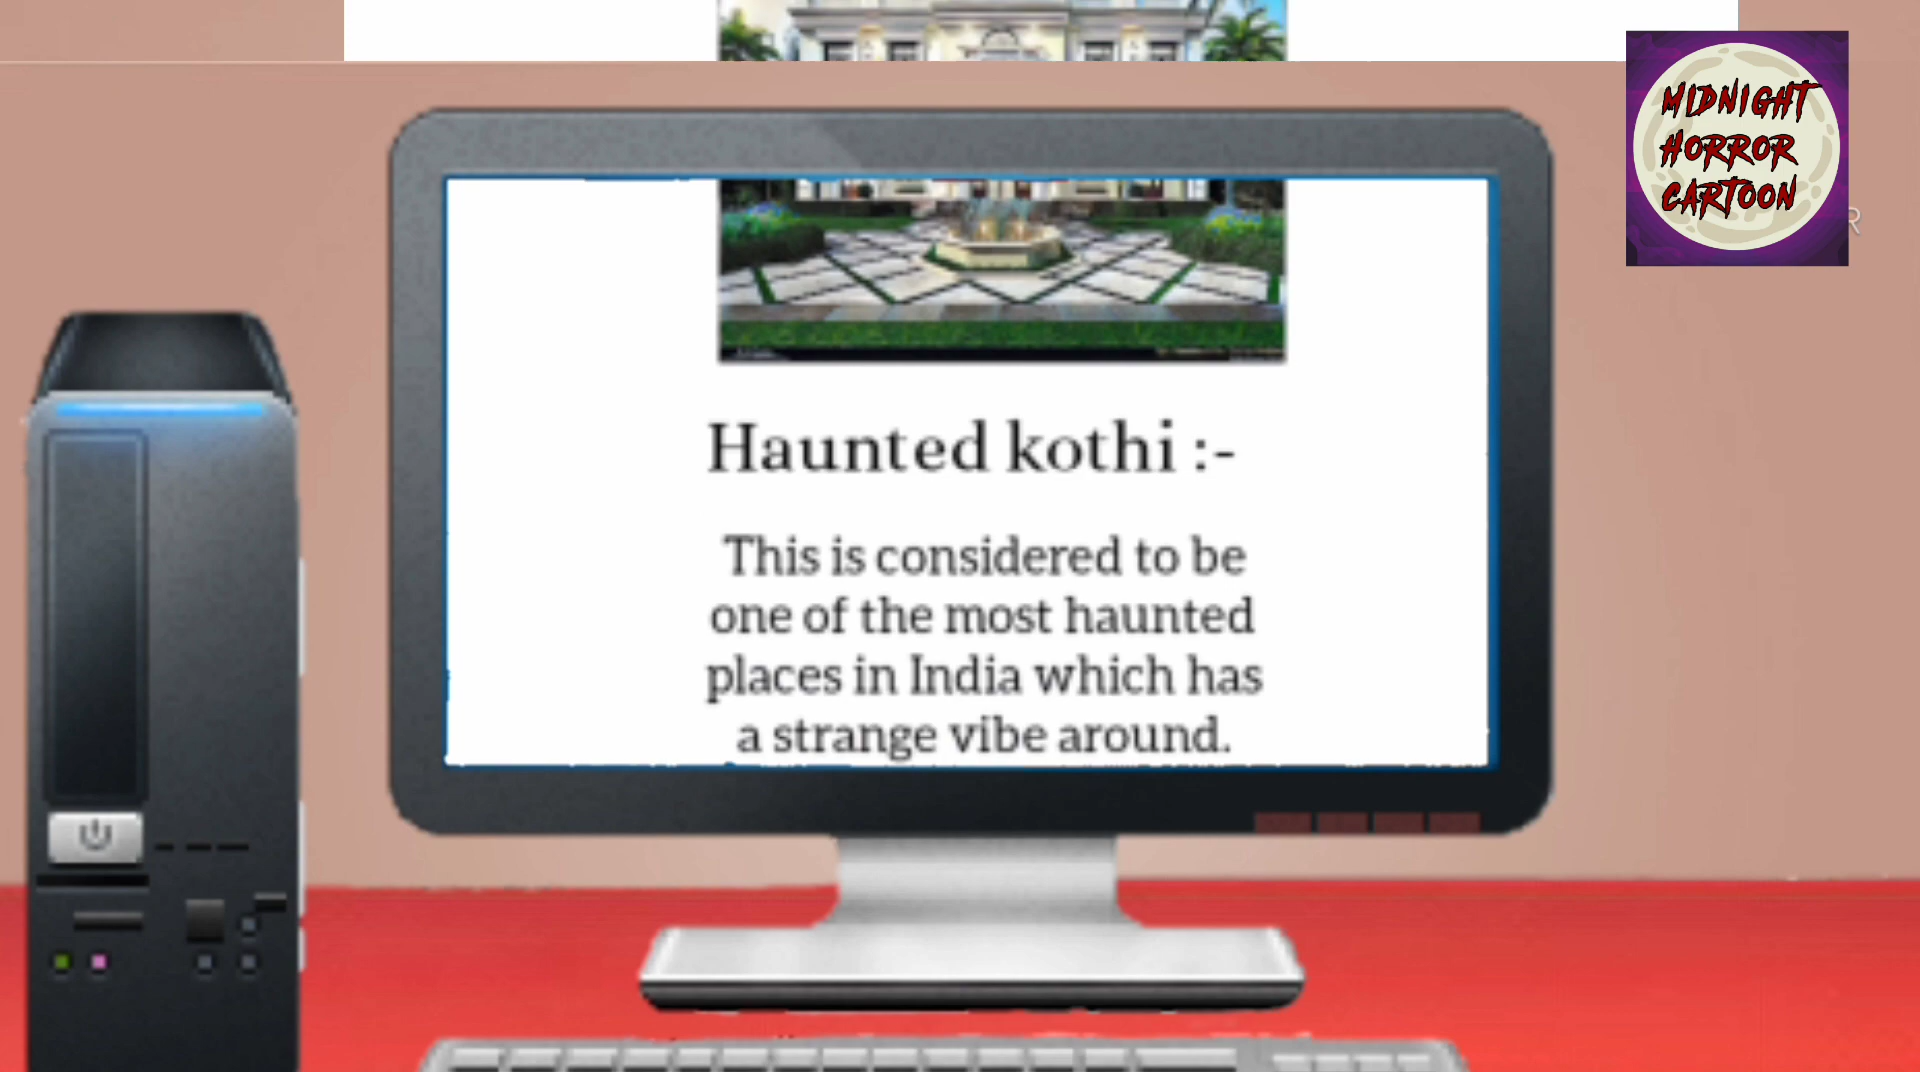 MIDNIGHT
HORROR
CARTOON
R
Haunted kothi :-
This is considered to be
one of the most haunted
places in India which has
a strange vibe around.